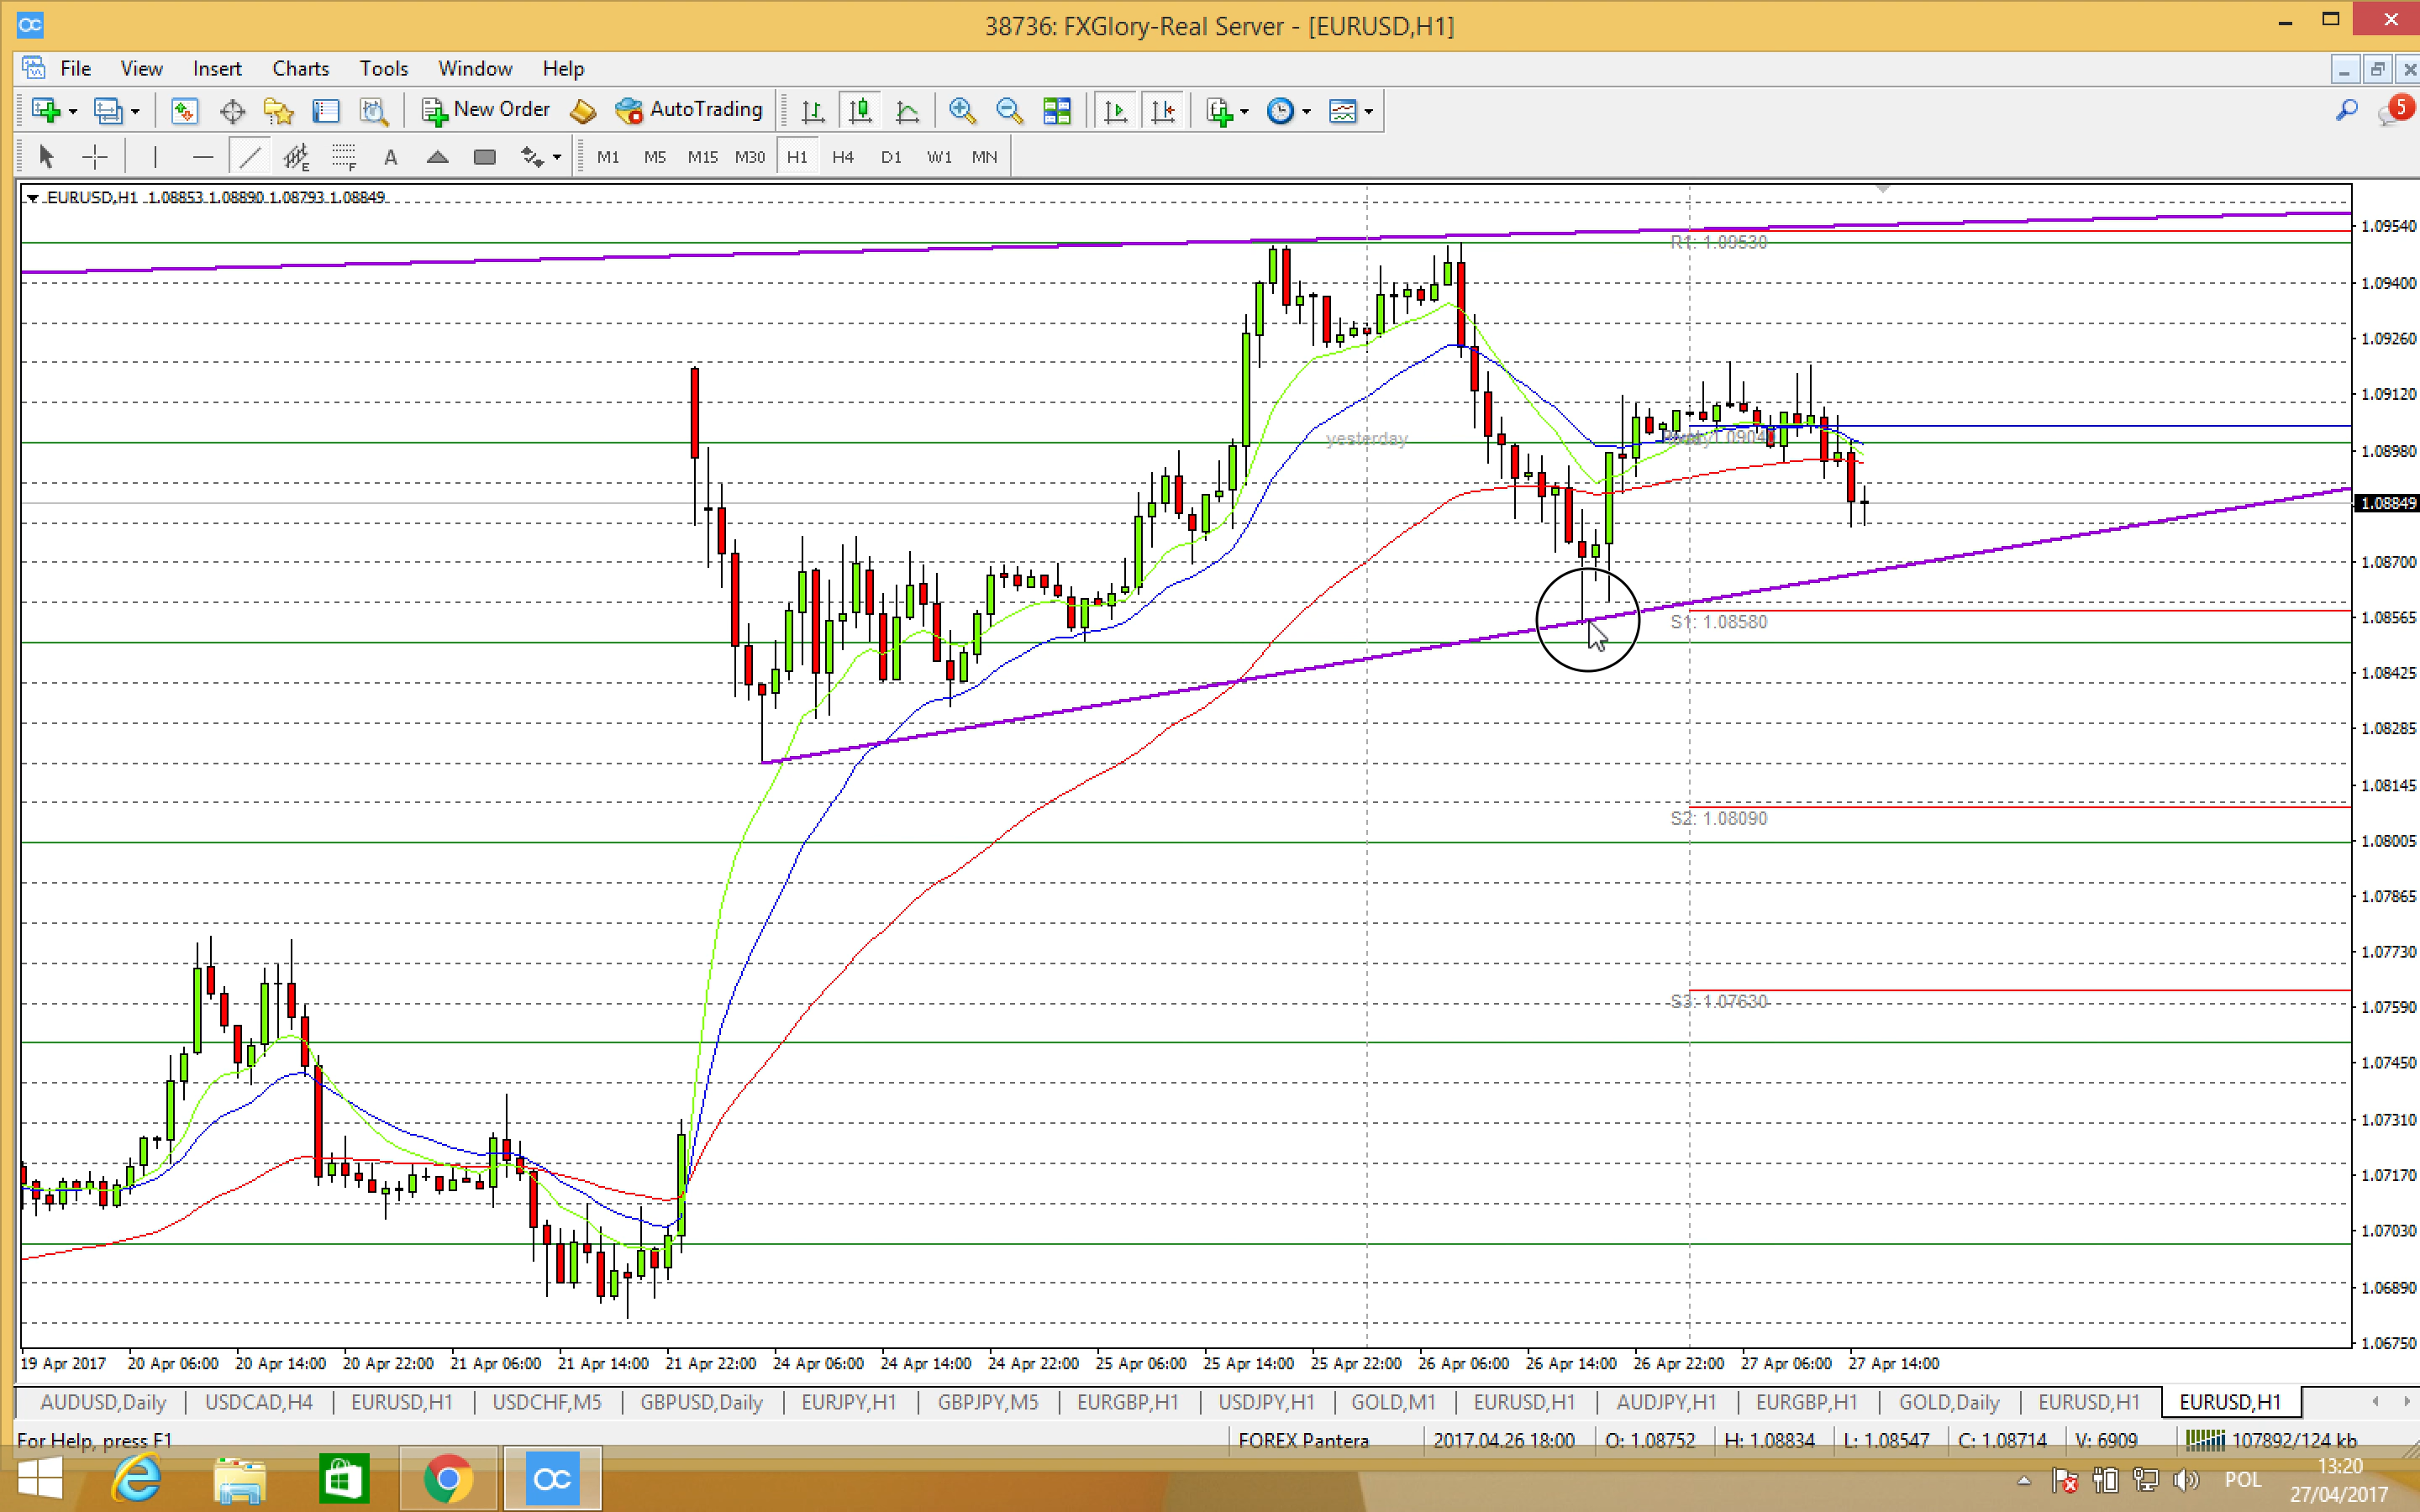 38736: FXGlory-Real Server - [EURUSD,H1]
File View Insert Charts Tools Window Help
New Order AutoTrading 5
A M1 M5 M15 M30 H1 H4 D1 W1 MN
EURUSD,H1 1.08853 1.08890 1.08793 1.08849
1.09540
R1: 1.09530
1.09400
1.09260
1.09120
yesterday
1.0904
1.08980
1.08849
1.08700
1.08565
S1: 1.08580
1.08425
1.08285
1.08145
S2: 1.08090
1.08005
1.07865
1.07730
S3: 1.07630
1.07590
1.07450
1.07310
1.07170
1.07030
1.06890
1.06750
19 Apr 2017 20 Apr 06:00 20 Apr 14:00 20 Apr 22:00 21 Apr 06:00 21 Apr 14:00 21 Apr 22:00 24 Apr 06:00 24 Apr 14:00 24 Apr 22:00 25 Apr 06:00 25 Apr 14:00 25 Apr 22:00 26 Apr 06:00 26 Apr 14:00 26 Apr 22:00 27 Apr 06:00 27 Apr 14:00
AUDUSD,Daily USDCAD,H4 EURUSD,H1 USDCHF,M5 GBPUSD,Daily EURJPY,H1 GBPJPY,M5 EURGBP,H1 USDJPY,H1 GOLD,M1 EURUSD,H1 AUDJPY,H1 EURGBP,H1 GOLD,Daily EURUSD,H1 EURUSD,H1
For Help, press F1 FOREX Pantera 2017.04.26 18:00 O: 1.08752 H: 1.08834 L: 1.08547 C: 1.08714 V: 6909 107892/124 kb
POL 13:20
27/04/2017